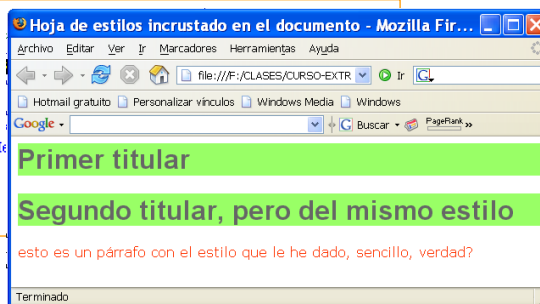 Hoja de estilos incrustado en el documento - Mozilla Fir...
Archivo Editar Ver Ir Marcadores Herramientas Ayuda
file:///F:/CLASES/CURSO-EXTR Ir G
Hotmail gratuito Personalizar vínculos Windows Media Windows
Google G Buscar PageRank »
Primer titular
Segundo titular, pero del mismo estilo
esto es un párrafo con el estilo que le he dado, sencillo, verdad?
Terminado